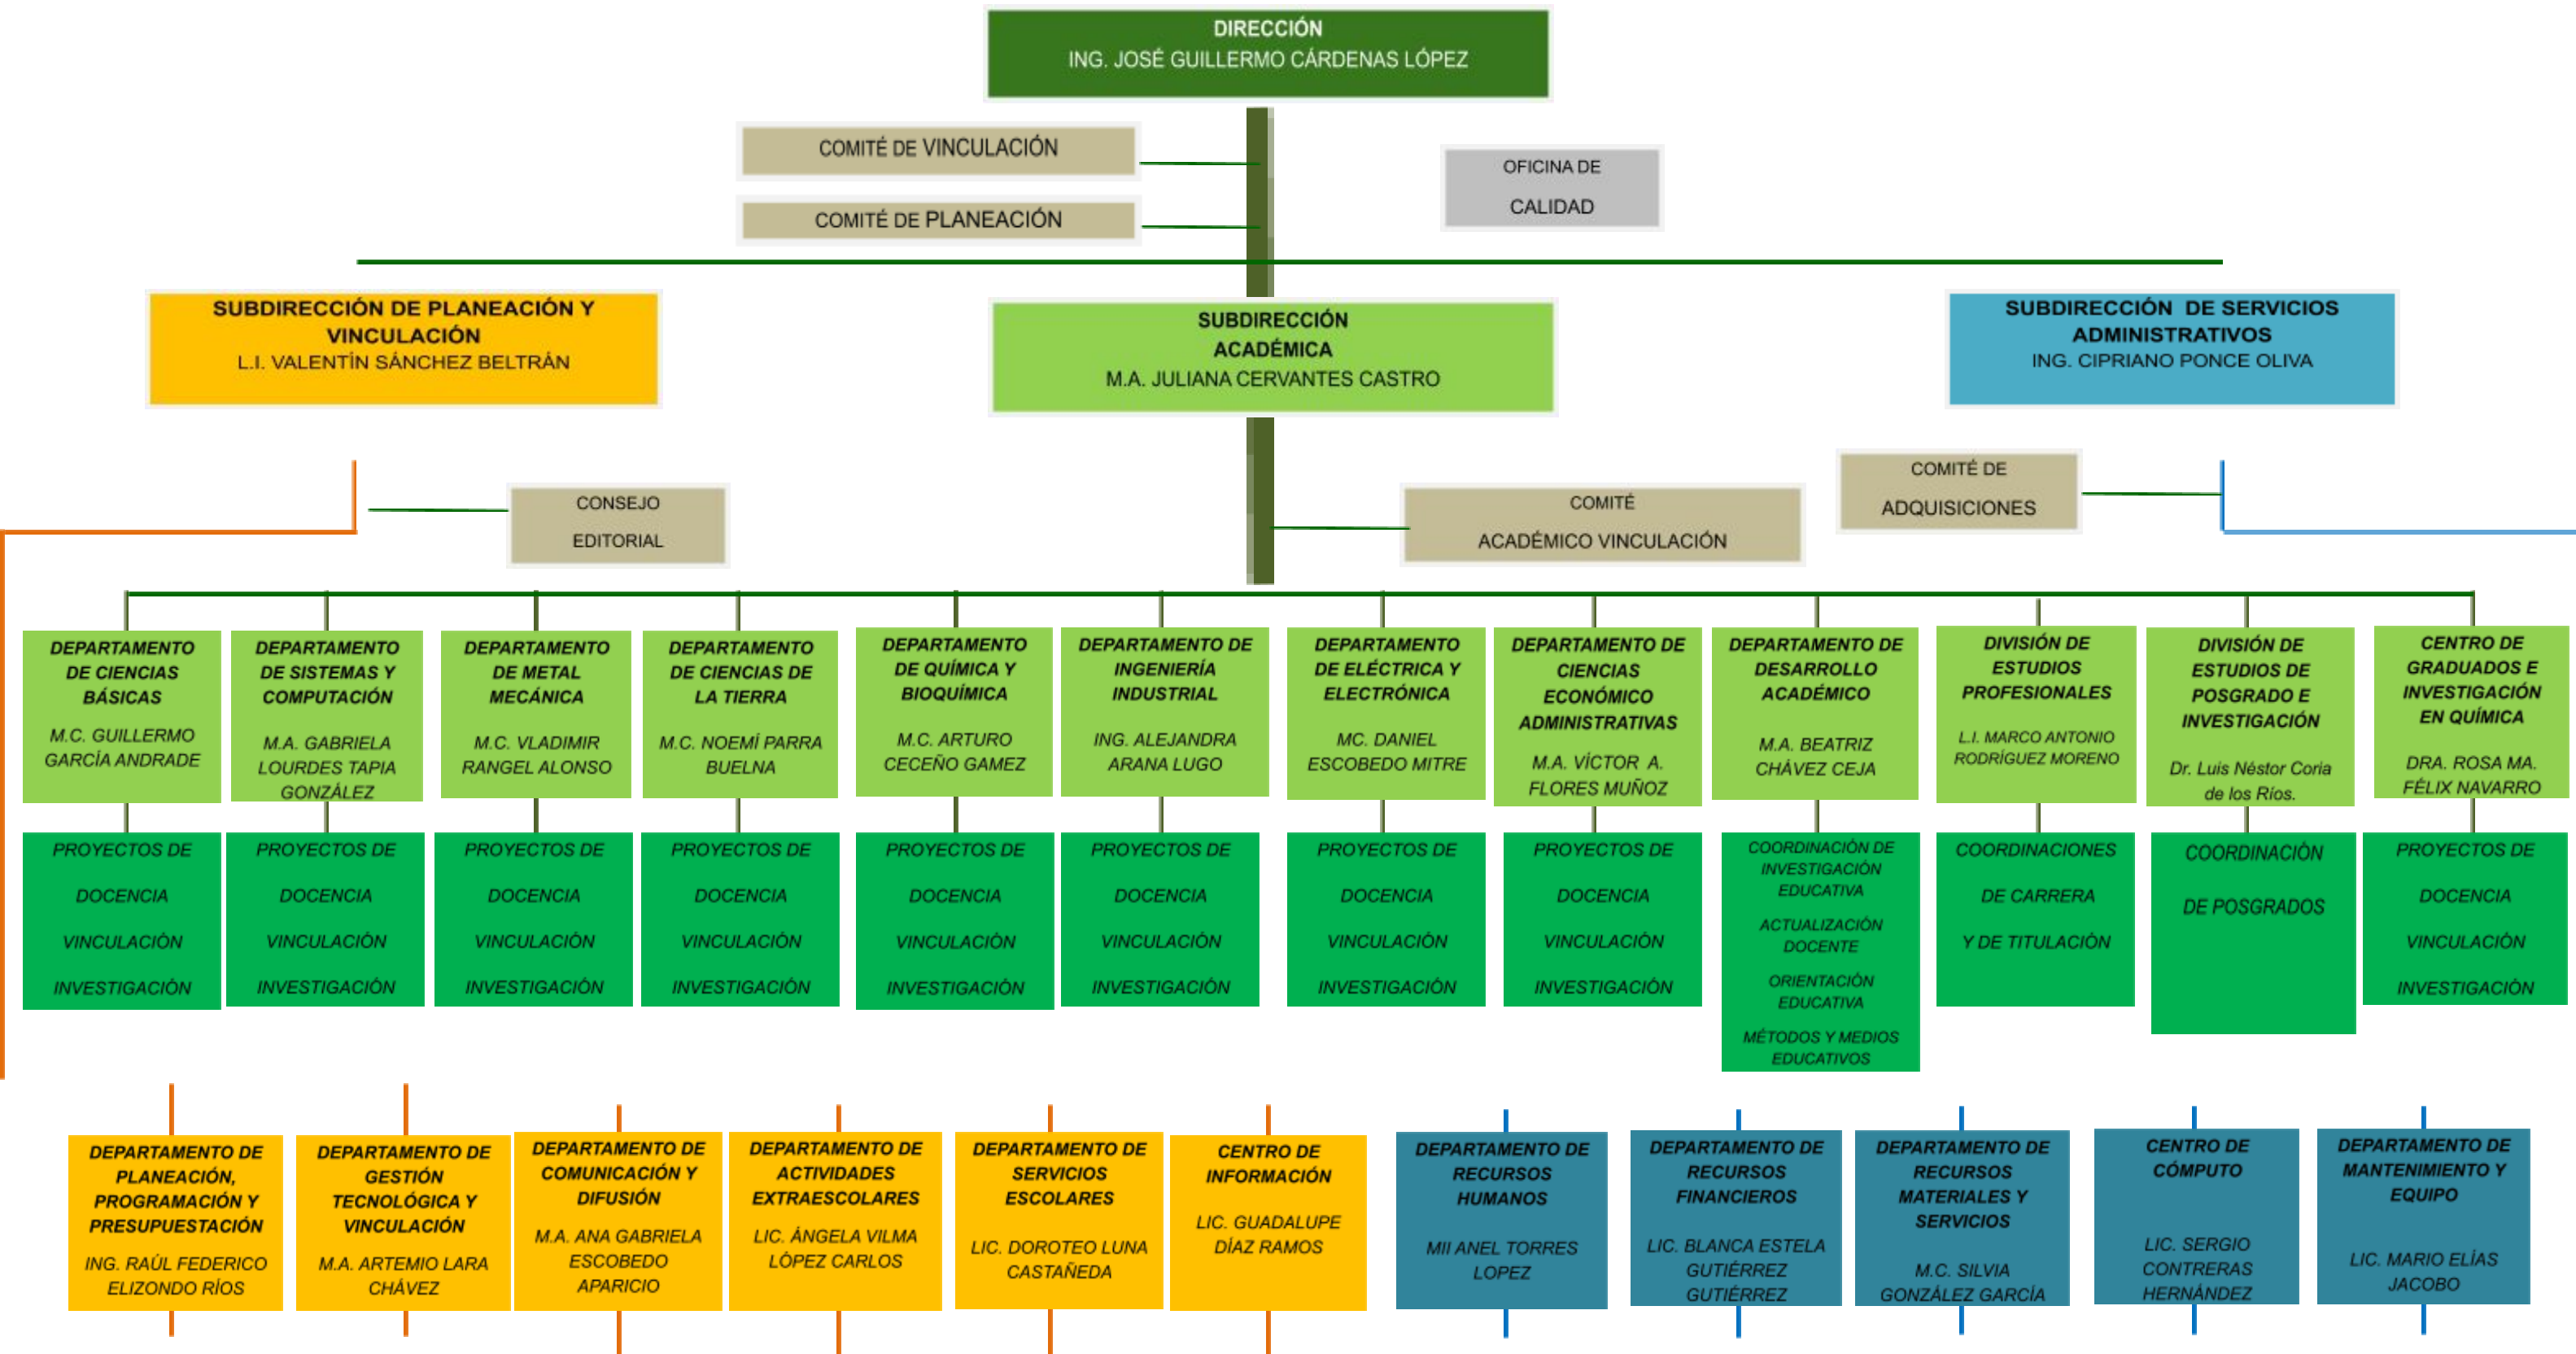 DIRECCIÓN
ING. JOSÉ GUILLERMO CÁRDENAS LÓPEZ
COMITÉ DE VINCULACIÓN
COMITÉ DE PLANEACIÓN
OFICINA DE
CALIDAD
SUBDIRECCIÓN DE PLANEACIÓN Y
VINCULACIÓN
L.I. VALENTÍN SÁNCHEZ BELTRÁN
SUBDIRECCIÓN
ACADÉMICA
M.A. JULIANA CERVANTES CASTRO
SUBDIRECCIÓN DE SERVICIOS
ADMINISTRATIVOS
ING. CIPRIANO PONCE OLIVA
CONSEJO
EDITORIAL
COMITÉ
ACADÉMICO VINCULACIÓN
COMITÉ DE
ADQUISICIONES
DEPARTAMENTO
DE CIENCIAS
BÁSICAS
M.C. GUILLERMO
GARCÍA ANDRADE
DEPARTAMENTO
DE SISTEMAS Y
COMPUTACIÓN
M.A. GABRIELA
LOURDES TAPIA
GONZÁLEZ
DEPARTAMENTO
DE METAL
MECÁNICA
M.C. VLADIMIR
RANGEL ALONSO
DEPARTAMENTO
DE CIENCIAS DE
LA TIERRA
M.C. NOEMÍ PARRA
BUELNA
DEPARTAMENTO
DE QUÍMICA Y
BIOQUÍMICA
M.C. ARTURO
CECEÑO GAMEZ
DEPARTAMENTO DE
INGENIERÍA
INDUSTRIAL
ING. ALEJANDRA
ARANA LUGO
DEPARTAMENTO
DE ELÉCTRICA Y
ELECTRÓNICA
MC. DANIEL
ESCOBEDO MITRE
DEPARTAMENTO DE
CIENCIAS
ECONÓMICO
ADMINISTRATIVAS
M.A. VÍCTOR A.
FLORES MUÑOZ
DEPARTAMENTO DE
DESARROLLO
ACADÉMICO
M.A. BEATRIZ
CHÁVEZ CEJA
DIVISIÓN DE
ESTUDIOS
PROFESIONALES
L.I. MARCO ANTONIO
RODRÍGUEZ MORENO
DIVISIÓN DE
ESTUDIOS DE
POSGRADO E
INVESTIGACIÓN
Dr. Luis Néstor Coria
de los Ríos.
CENTRO DE
GRADUADOS E
INVESTIGACIÓN
EN QUÍMICA
DRA. ROSA MA.
FÉLIX NAVARRO
PROYECTOS DE
DOCENCIA
VINCULACIÓN
INVESTIGACIÓN
PROYECTOS DE
DOCENCIA
VINCULACIÓN
INVESTIGACIÓN
PROYECTOS DE
DOCENCIA
VINCULACIÓN
INVESTIGACIÓN
PROYECTOS DE
DOCENCIA
VINCULACIÓN
INVESTIGACIÓN
PROYECTOS DE
DOCENCIA
VINCULACIÓN
INVESTIGACIÓN
PROYECTOS DE
DOCENCIA
VINCULACIÓN
INVESTIGACIÓN
PROYECTOS DE
DOCENCIA
VINCULACIÓN
INVESTIGACIÓN
PROYECTOS DE
DOCENCIA
VINCULACIÓN
INVESTIGACIÓN
COORDINACIÓN DE
INVESTIGACIÓN
EDUCATIVA
ACTUALIZACIÓN
DOCENTE
ORIENTACIÓN
EDUCATIVA
MÉTODOS Y MEDIOS
EDUCATIVOS
COORDINACIONES
DE CARRERA
Y DE TITULACIÓN
COORDINACIÓN
DE POSGRADOS
PROYECTOS DE
DOCENCIA
VINCULACIÓN
INVESTIGACIÓN
DEPARTAMENTO DE
PLANEACIÓN,
PROGRAMACIÓN Y
PRESUPUESTACIÓN
ING. RAÚL FEDERICO
ELIZONDO RÍOS
DEPARTAMENTO DE
GESTIÓN
TECNOLÓGICA Y
VINCULACIÓN
M.A. ARTEMIO LARA
CHÁVEZ
DEPARTAMENTO DE
COMUNICACIÓN Y
DIFUSIÓN
M.A. ANA GABRIELA
ESCOBEDO
APARICIO
DEPARTAMENTO DE
ACTIVIDADES
EXTRAESCOLARES
LIC. ÁNGELA VILMA
LÓPEZ CARLOS
DEPARTAMENTO DE
SERVICIOS
ESCOLARES
LIC. DOROTEO LUNA
CASTAÑEDA
CENTRO DE
INFORMACIÓN
LIC. GUADALUPE
DÍAZ RAMOS
DEPARTAMENTO DE
RECURSOS
HUMANOS
MII ANEL TORRES
LOPEZ
DEPARTAMENTO DE
RECURSOS
FINANCIEROS
LIC. BLANCA ESTELA
GUTIÉRREZ
GUTIÉRREZ
DEPARTAMENTO DE
RECURSOS
MATERIALES Y
SERVICIOS
M.C. SILVIA
GONZÁLEZ GARCÍA
CENTRO DE
CÓMPUTO
LIC. SERGIO
CONTRERAS
HERNÁNDEZ
DEPARTAMENTO DE
MANTENIMIENTO Y
EQUIPO
LIC. MARIO ELÍAS
JACOBO